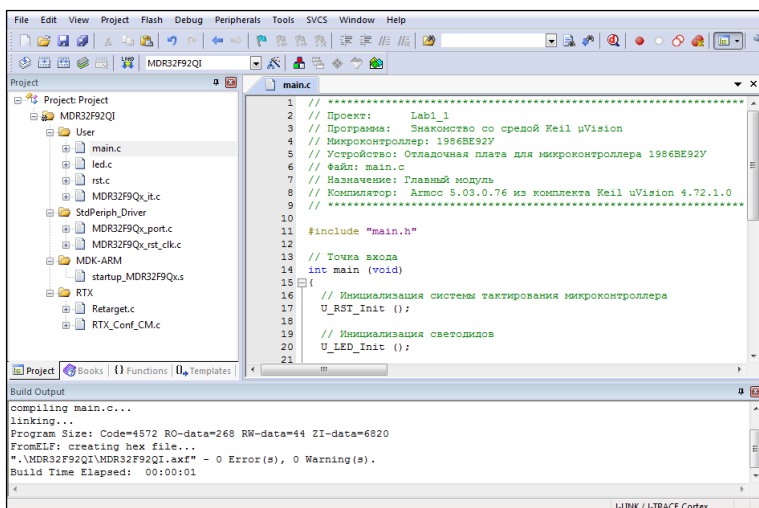 File Edit View Project Flash Debug Peripherals Tools SVCS Window Help
LOAD MDR32F92QI
Project
main.c
Project: Project
MDR32F92QI
User
main.c
led.c
rst.c
MDR32F9Qx_it.c
StdPeriph_Driver
MDR32F9Qx_port.c
MDR32F9Qx_rst_clk.c
MDK-ARM
startup_MDR32F9Qx.s
RTX
Retarget.c
RTX_Conf_CM.c
Project Books {} Functions Templates
1 // ****************************************************************
2 // Проект: Lab1_1
3 // Программа: Знакомство со средой Keil µVision
4 // Микроконтроллер: 1986ВЕ92У
5 // Устройство: Отладочная плата для микроконтроллера 1986ВЕ92У
6 // Файл: main.c
7 // Назначение: Главный модуль
8 // Компилятор: Armcc 5.03.0.76 из комплекта Keil uVision 4.72.1.0
9 // ****************************************************************
10
11 #include "main.h"
12
13 // Точка входа
14 int main (void)
15 {
16 // Инициализация системы тактирования микроконтроллера
17 U_RST_Init ();
18
19 // Инициализация светодидов
20 U_LED_Init ();
21
Build Output
compiling main.c...
linking...
Program Size: Code=4572 RO-data=268 RW-data=44 ZI-data=6820
FromELF: creating hex file...
".\MDR32F92QI\MDR32F92QI.axf" - 0 Error(s), 0 Warning(s).
Build Time Elapsed: 00:00:01
J-LINK / J-TRACE Cortex